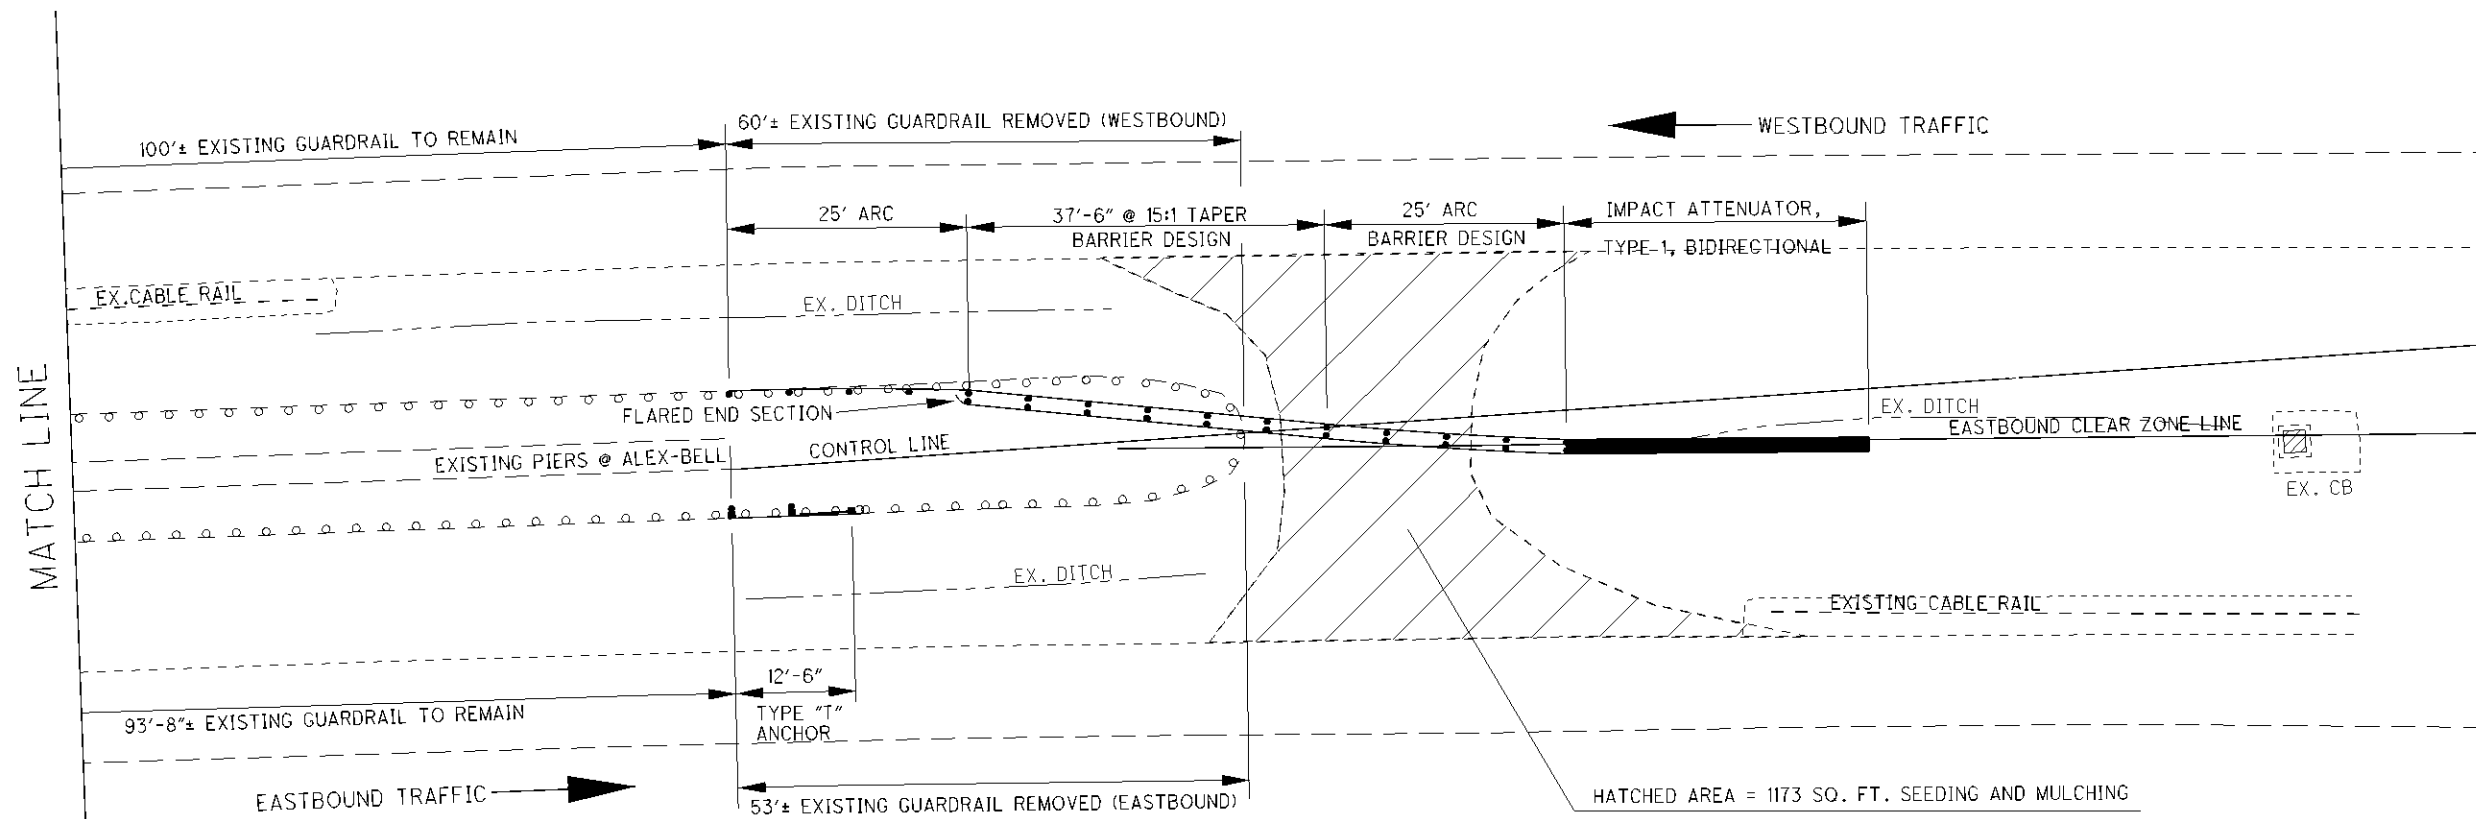 60'± EXISTING GUARDRAIL REMOVED (WESTBOUND)
100'± EXISTING GUARDRAIL TO REMAIN
WESTBOUND TRAFFIC
25' ARC
37'-6" @ 15:1 TAPER
BARRIER DESIGN
25' ARC
BARRIER DESIGN
IMPACT ATTENUATOR,
TYPE 1, BIDIRECTIONAL
EX. CABLE RAIL
EX. DITCH
MATCH LINE
FLARED END SECTION
EX. DITCH
EASTBOUND CLEAR ZONE LINE
CONTROL LINE
EXISTING PIERS @ ALEX-BELL
EX. CB
EX. DITCH
EXISTING CABLE RAIL
12'-6"
TYPE "T"
ANCHOR
93'-8"± EXISTING GUARDRAIL TO REMAIN
EASTBOUND TRAFFIC
53'± EXISTING GUARDRAIL REMOVED (EASTBOUND)
HATCHED AREA = 1173 SQ. FT. SEEDING AND MULCHING